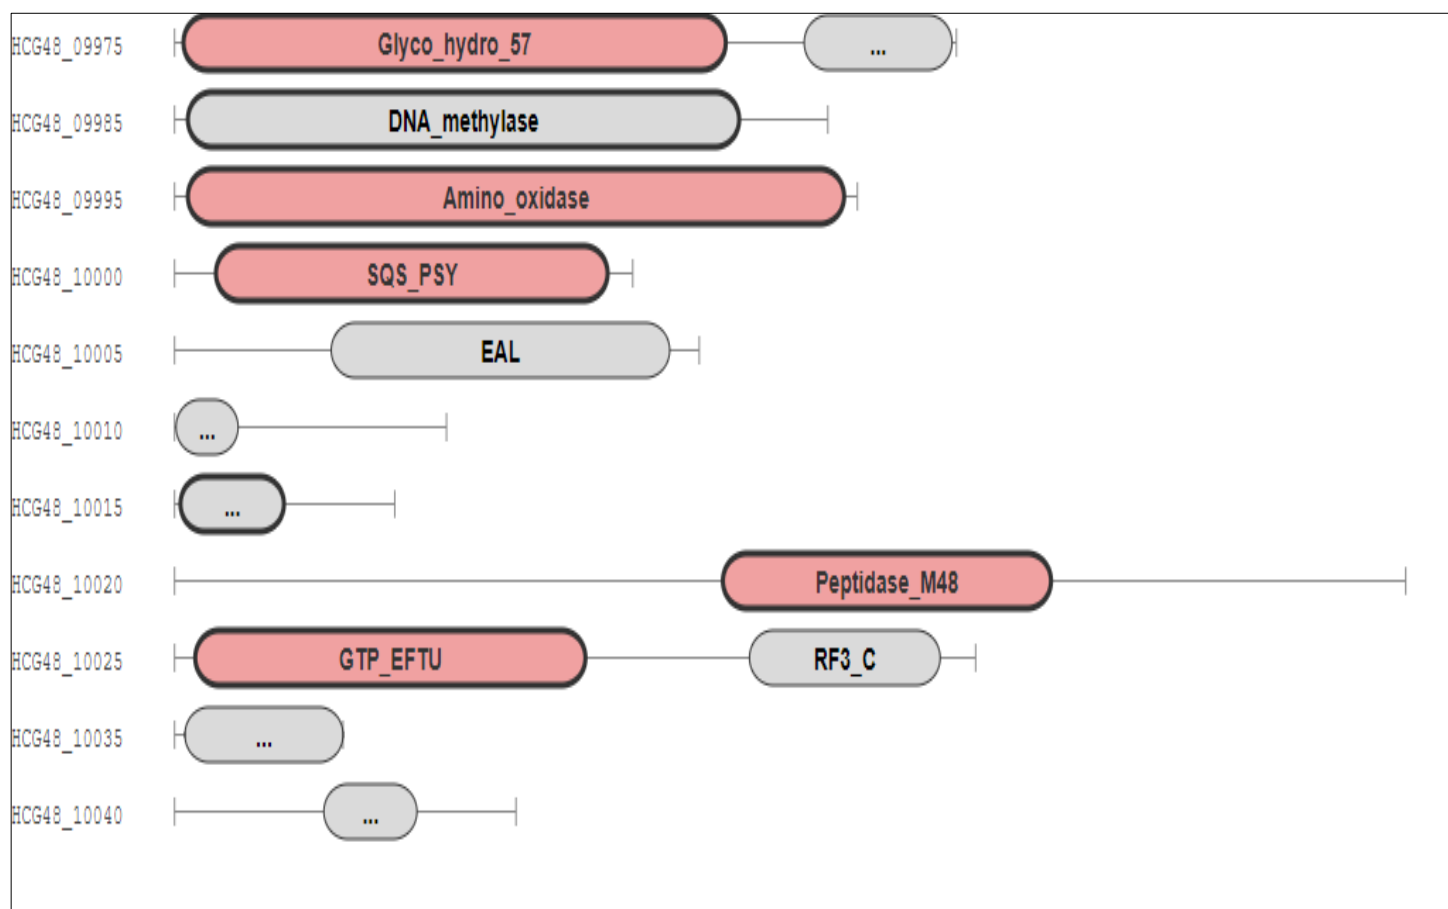 HCG48_09975 Glyco_hydro_57 ...
HCG48_09985 DNA_methylase
HCG48_09995 Amino_oxidase
HCG48_10000 SQS_PSY
HCG48_10005 EAL
HCG48_10010 ...
HCG48_10015 ...
HCG48_10020 Peptidase_M48
HCG48_10025 GTP_EFTU RF3_C
HCG48_10035 ...
HCG48_10040 ...